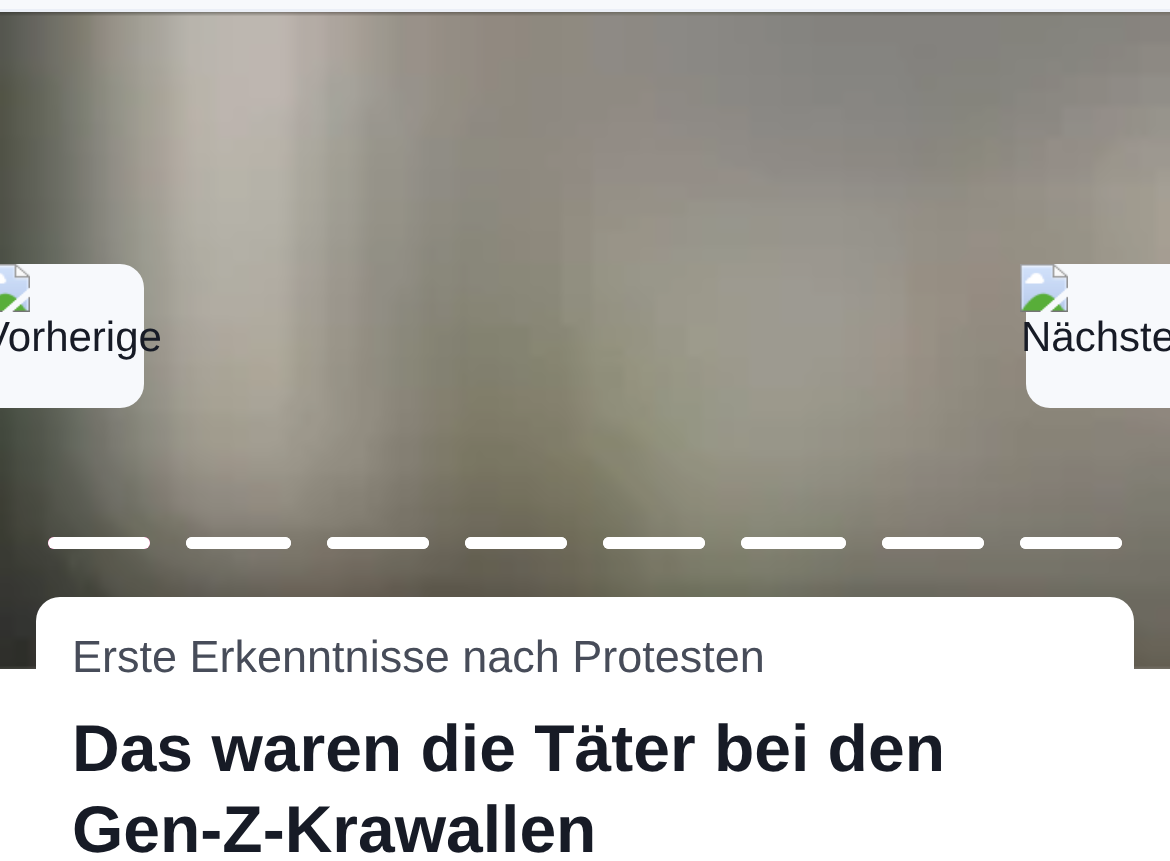 Vorherige
Nächste
Erste Erkenntnisse nach Protesten
Das waren die Täter bei den
Gen-Z-Krawallen